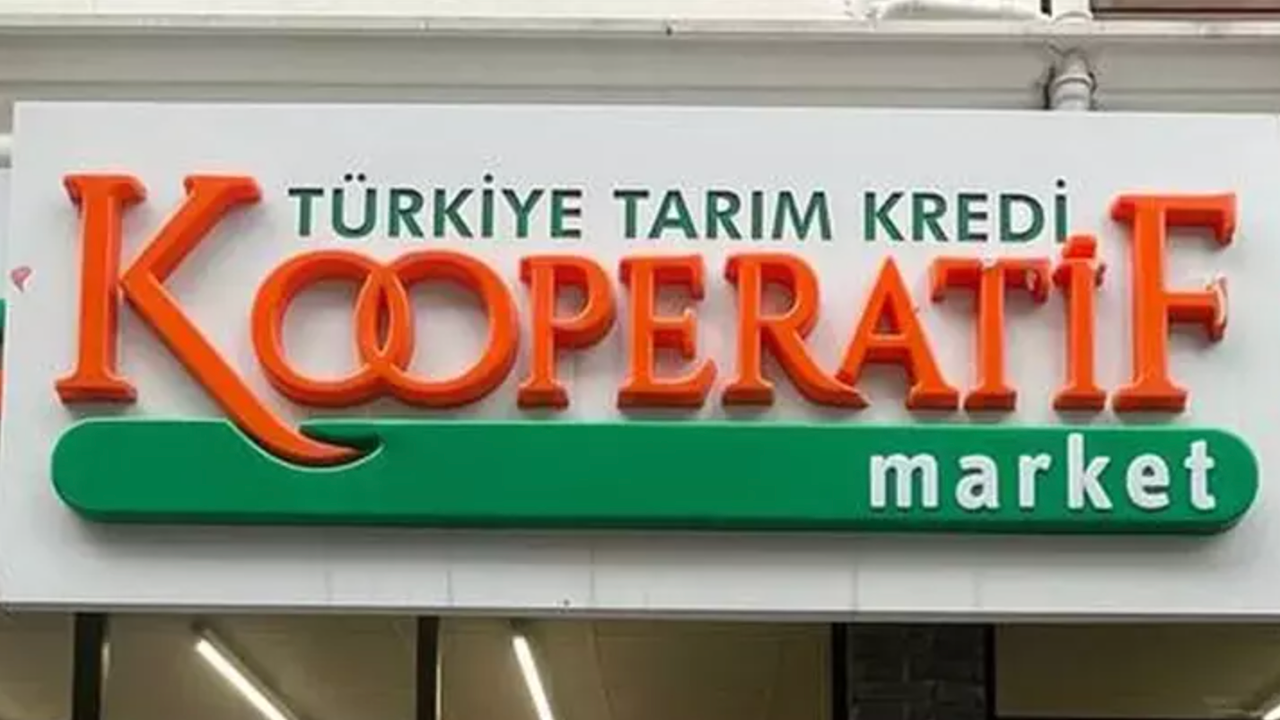 TÜRKİYE TARIM KREDİ
KOOPERATİF
market